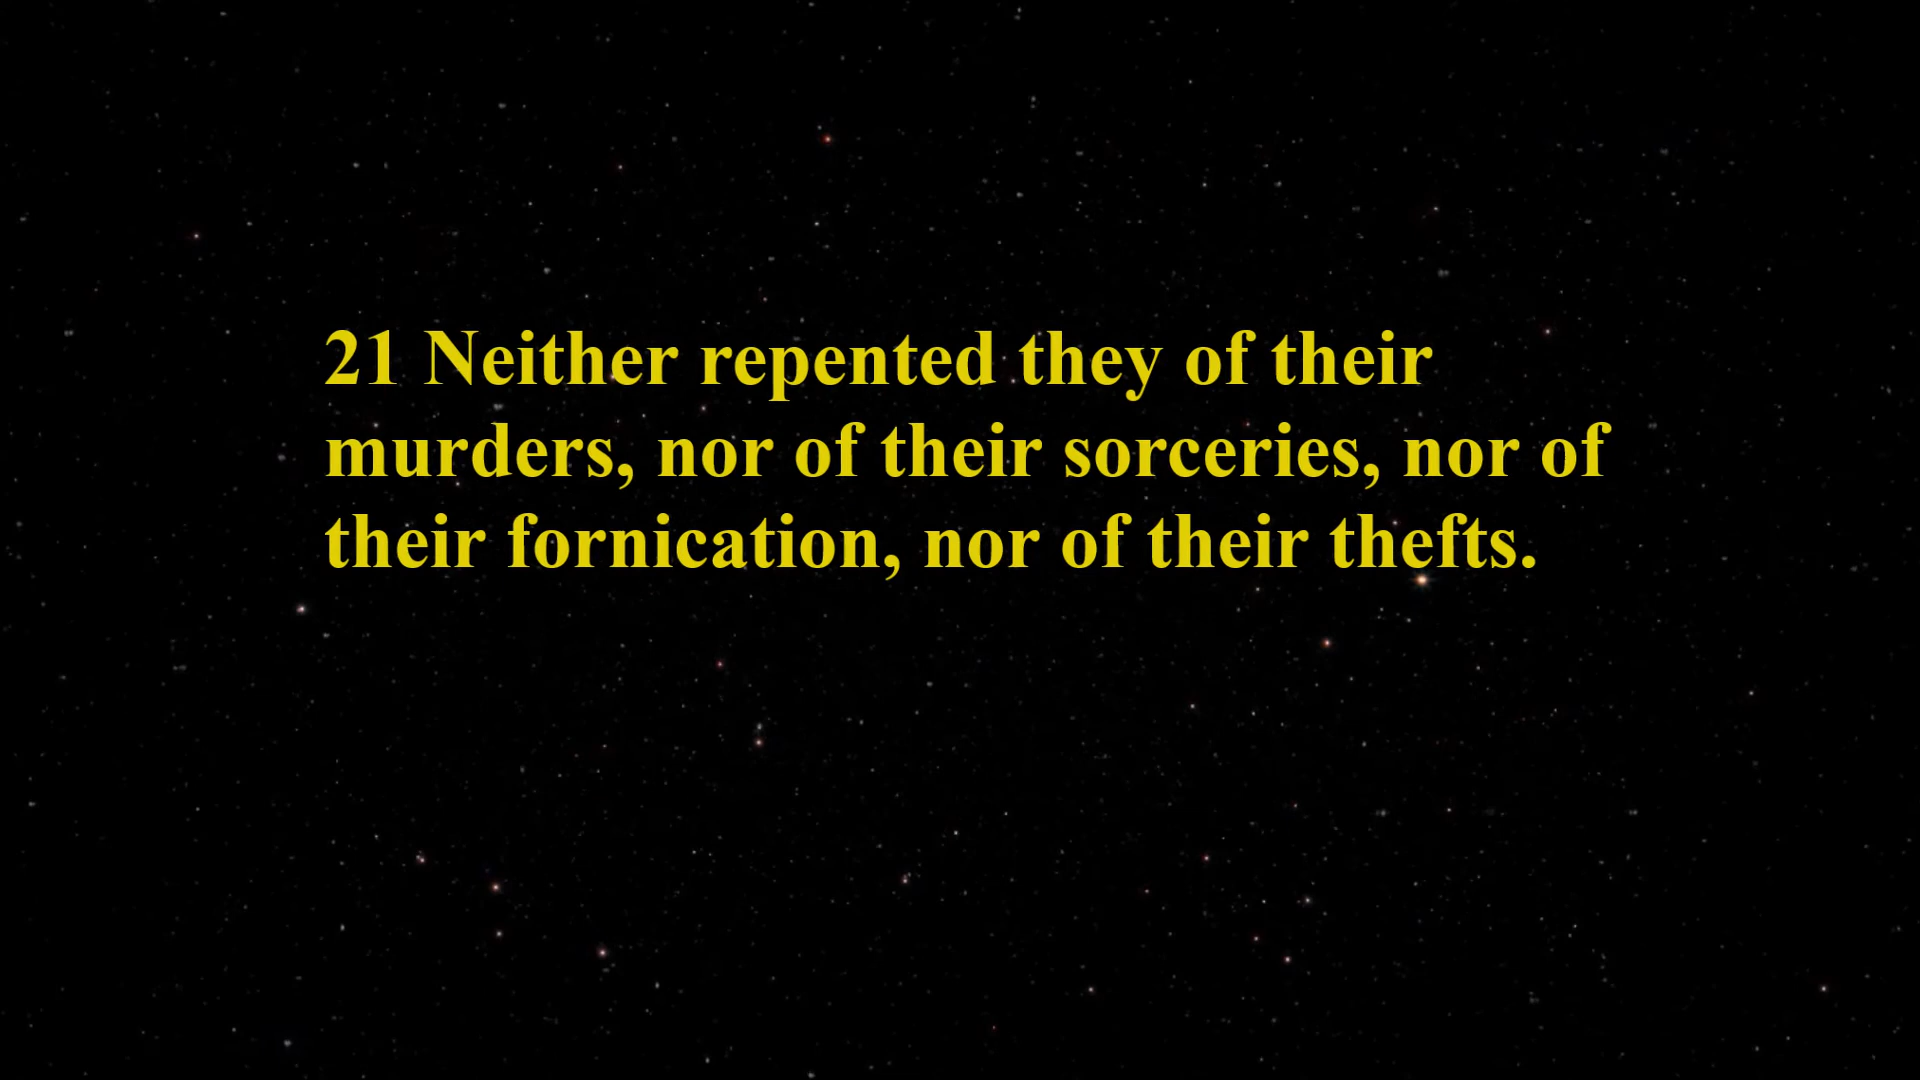 21 Neither repented they of their
murders, nor of their sorceries, nor of
their fornication, nor of their thefts.